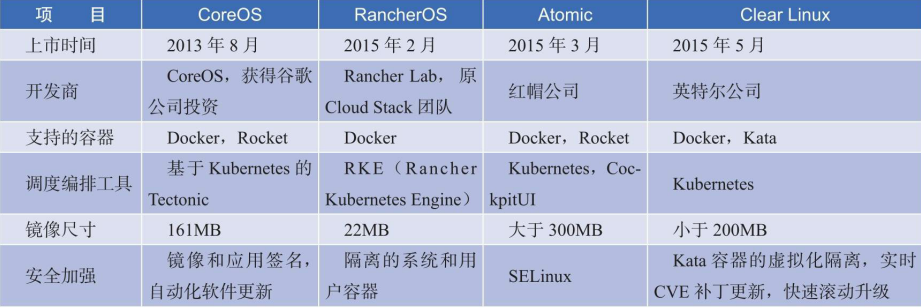 项 目 CoreOS RancherOS Atomic Clear Linux
上市时间 2013 年 8 月 2015 年 2 月 2015 年 3 月 2015 年 5 月
开发商 CoreOS，获得谷歌公司投资 Rancher Lab，原 Cloud Stack 团队 红帽公司 英特尔公司
支持的容器 Docker，Rocket Docker Docker，Rocket Docker，Kata
调度编排工具 基于 Kubernetes 的 Tectonic RKE（Rancher Kubernetes Engine） Kubernetes，Coc-kpitUI Kubernetes
镜像尺寸 161MB 22MB 大于 300MB 小于 200MB
安全加强 镜像和应用签名，自动化软件更新 隔离的系统和用户容器 SELinux Kata 容器的虚拟化隔离，实时 CVE 补丁更新，快速滚动升级